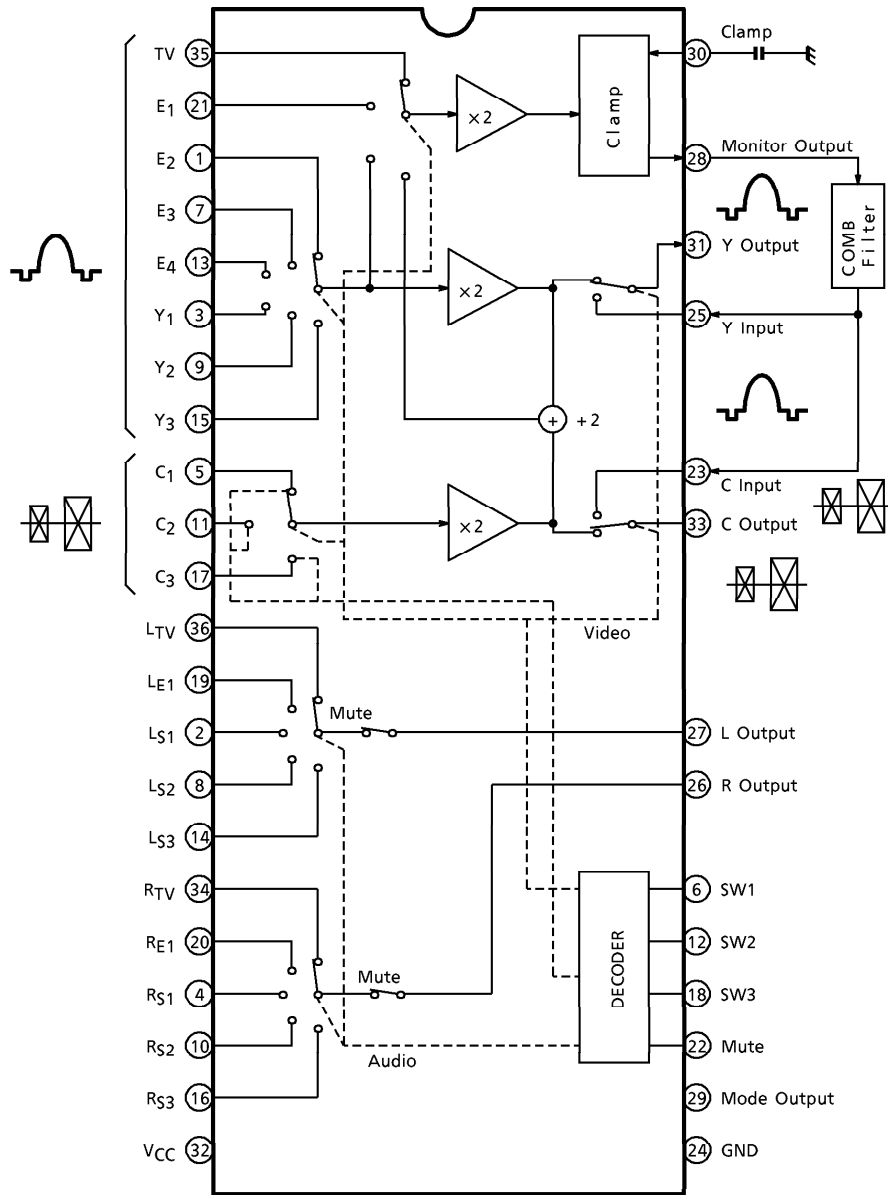 TV 35
E1 21
E2 1
E3 7
E4 13
Y1 3
Y2 9
Y3 15
C1 5
C2 11
C3 17
LTV 36
LE1 19
LS1 2
LS2 8
LS3 14
RTV 34
RE1 20
RS1 4
RS2 10
RS3 16
VCC 32
×2
Clamp
×2
+ +2
×2
Video
Mute
Mute
Audio
DECODER
30 Clamp
28 Monitor Output
COMB
Filter
31 Y Output
25 Y Input
23 C Input
33 C Output
27 L Output
26 R Output
6 SW1
12 SW2
18 SW3
22 Mute
29 Mode Output
24 GND